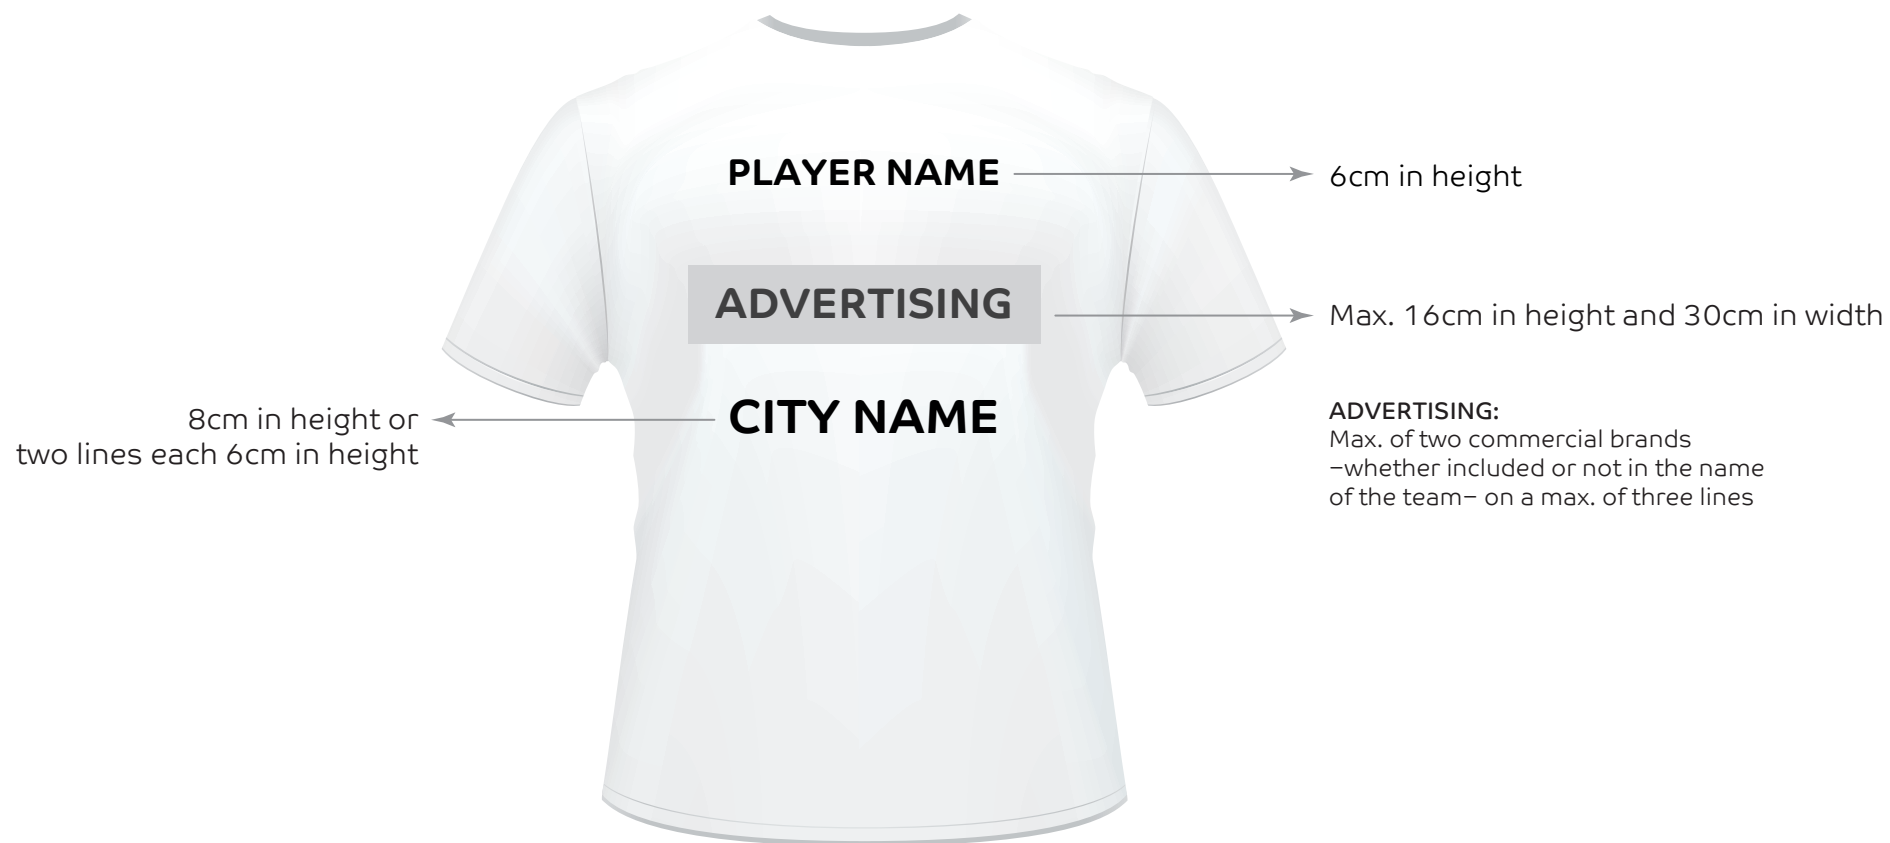 PLAYER NAME
6cm in height
ADVERTISING
Max. 16cm in height and 30cm in width
CITY NAME
8cm in height or
two lines each 6cm in height
ADVERTISING:
Max. of two commercial brands
–whether included or not in the name
of the team– on a max. of three lines